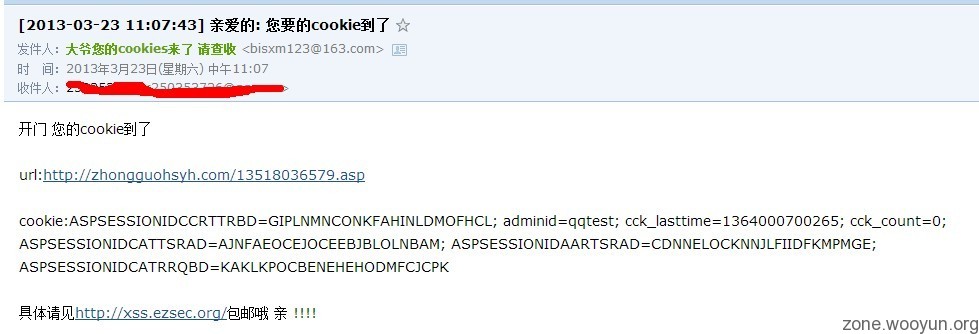 [2013-03-23 11:07:43] 亲爱的: 您要的cookie到了
发件人：大爷您的cookies来了 请查收 <bisxm123@163.com>
时 间：2013年3月23日(星期六) 中午11:07
收件人：
开门 您的cookie到了
url:http://zhongguohsyh.com/13518036579.asp
cookie:ASPSESSIONIDCCRTTRBD=GIPLNMNCONKFAHINLDMOFHCL; adminid=qqtest; cck_lasttime=1364000700265; cck_count=0;
ASPSESSIONIDCATTSRAD=AJNFAEOCEJOCEEBJBLOLNBAM; ASPSESSIONIDAARTSRAD=CDNNELOCKNNJLFIIDFKMPMGE;
ASPSESSIONIDCATRRQBD=KAKLKPOCBENEHEHODMFCJCPK
具体请见http://xss.ezsec.org/包邮哦 亲 !!!!
zone.wooyun.org